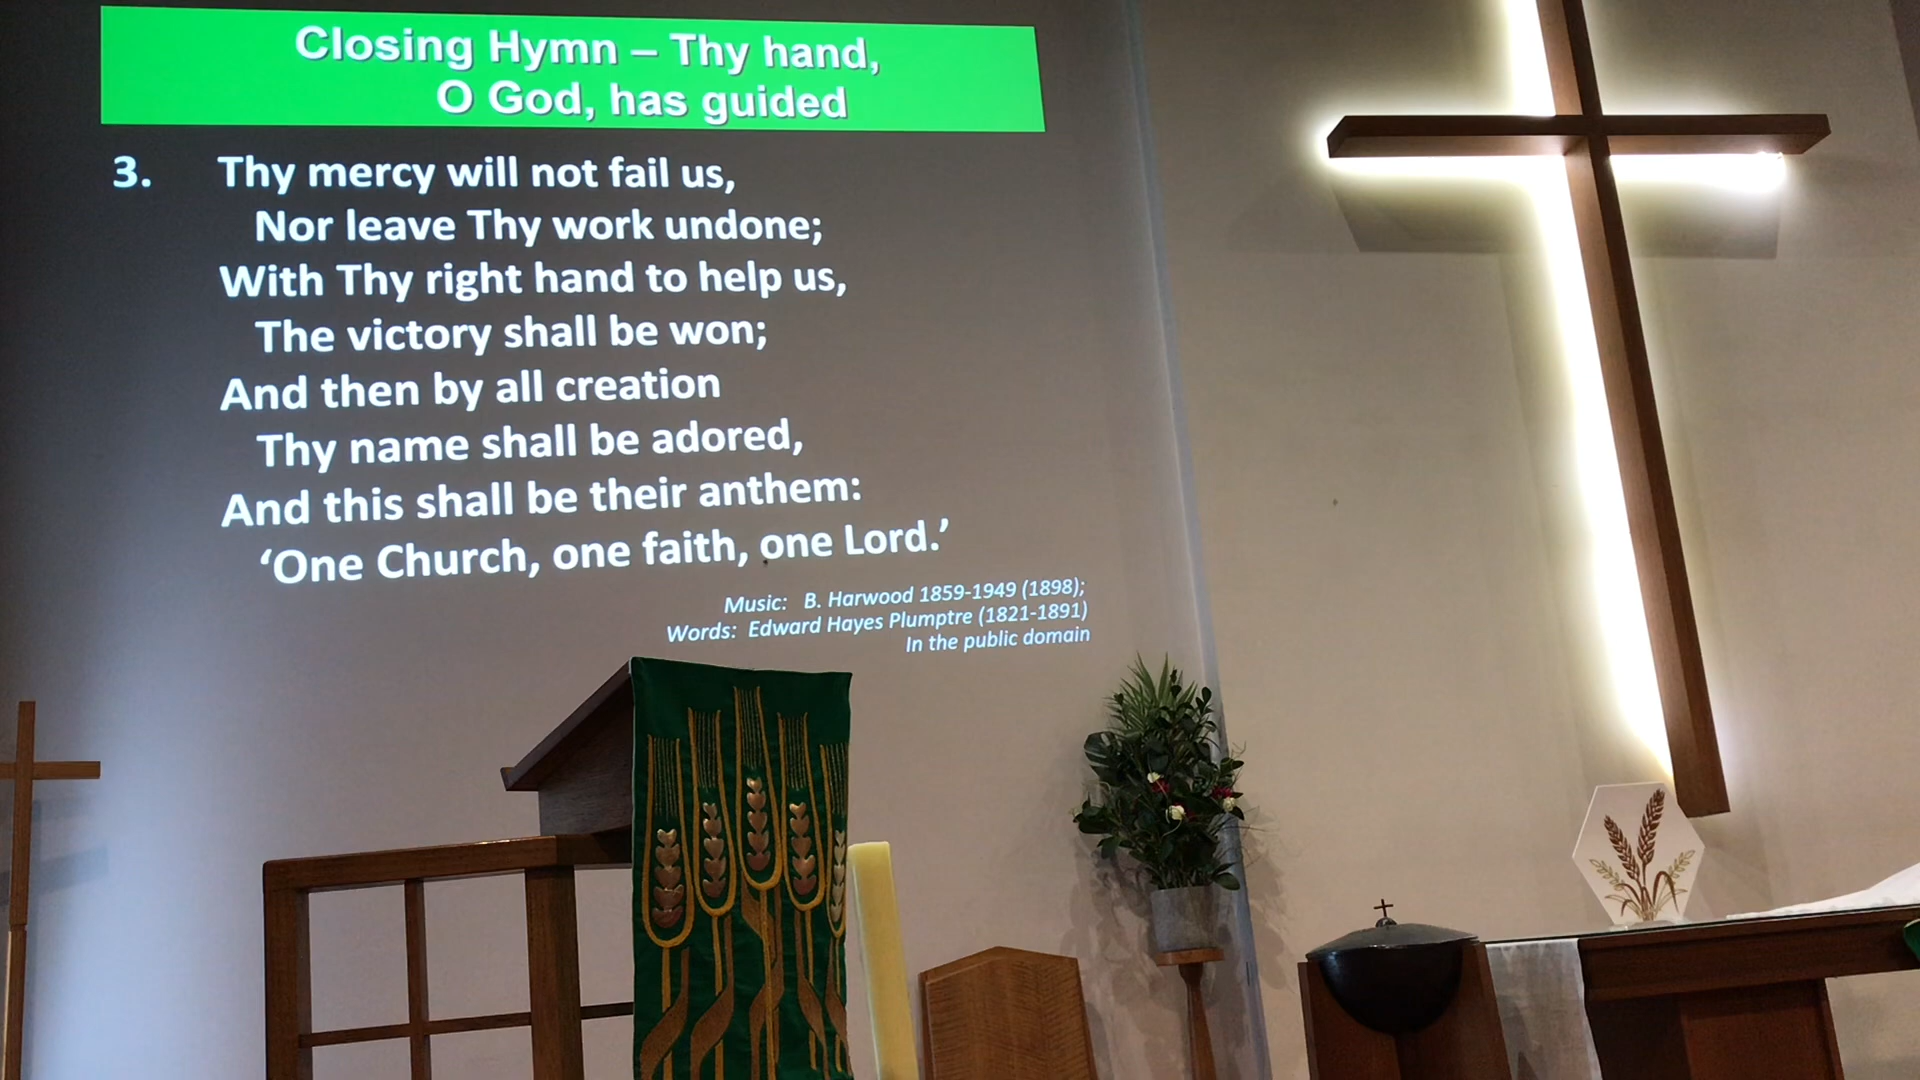 Closing Hymn – Thy hand,
O God, has guided
3. Thy mercy will not fail us,
Nor leave Thy work undone;
With Thy right hand to help us,
The victory shall be won;
And then by all creation
Thy name shall be adored,
And this shall be their anthem:
‘One Church, one faith, one Lord.’
Music: B. Harwood 1859-1949 (1898);
Words: Edward Hayes Plumptre (1821-1891)
In the public domain